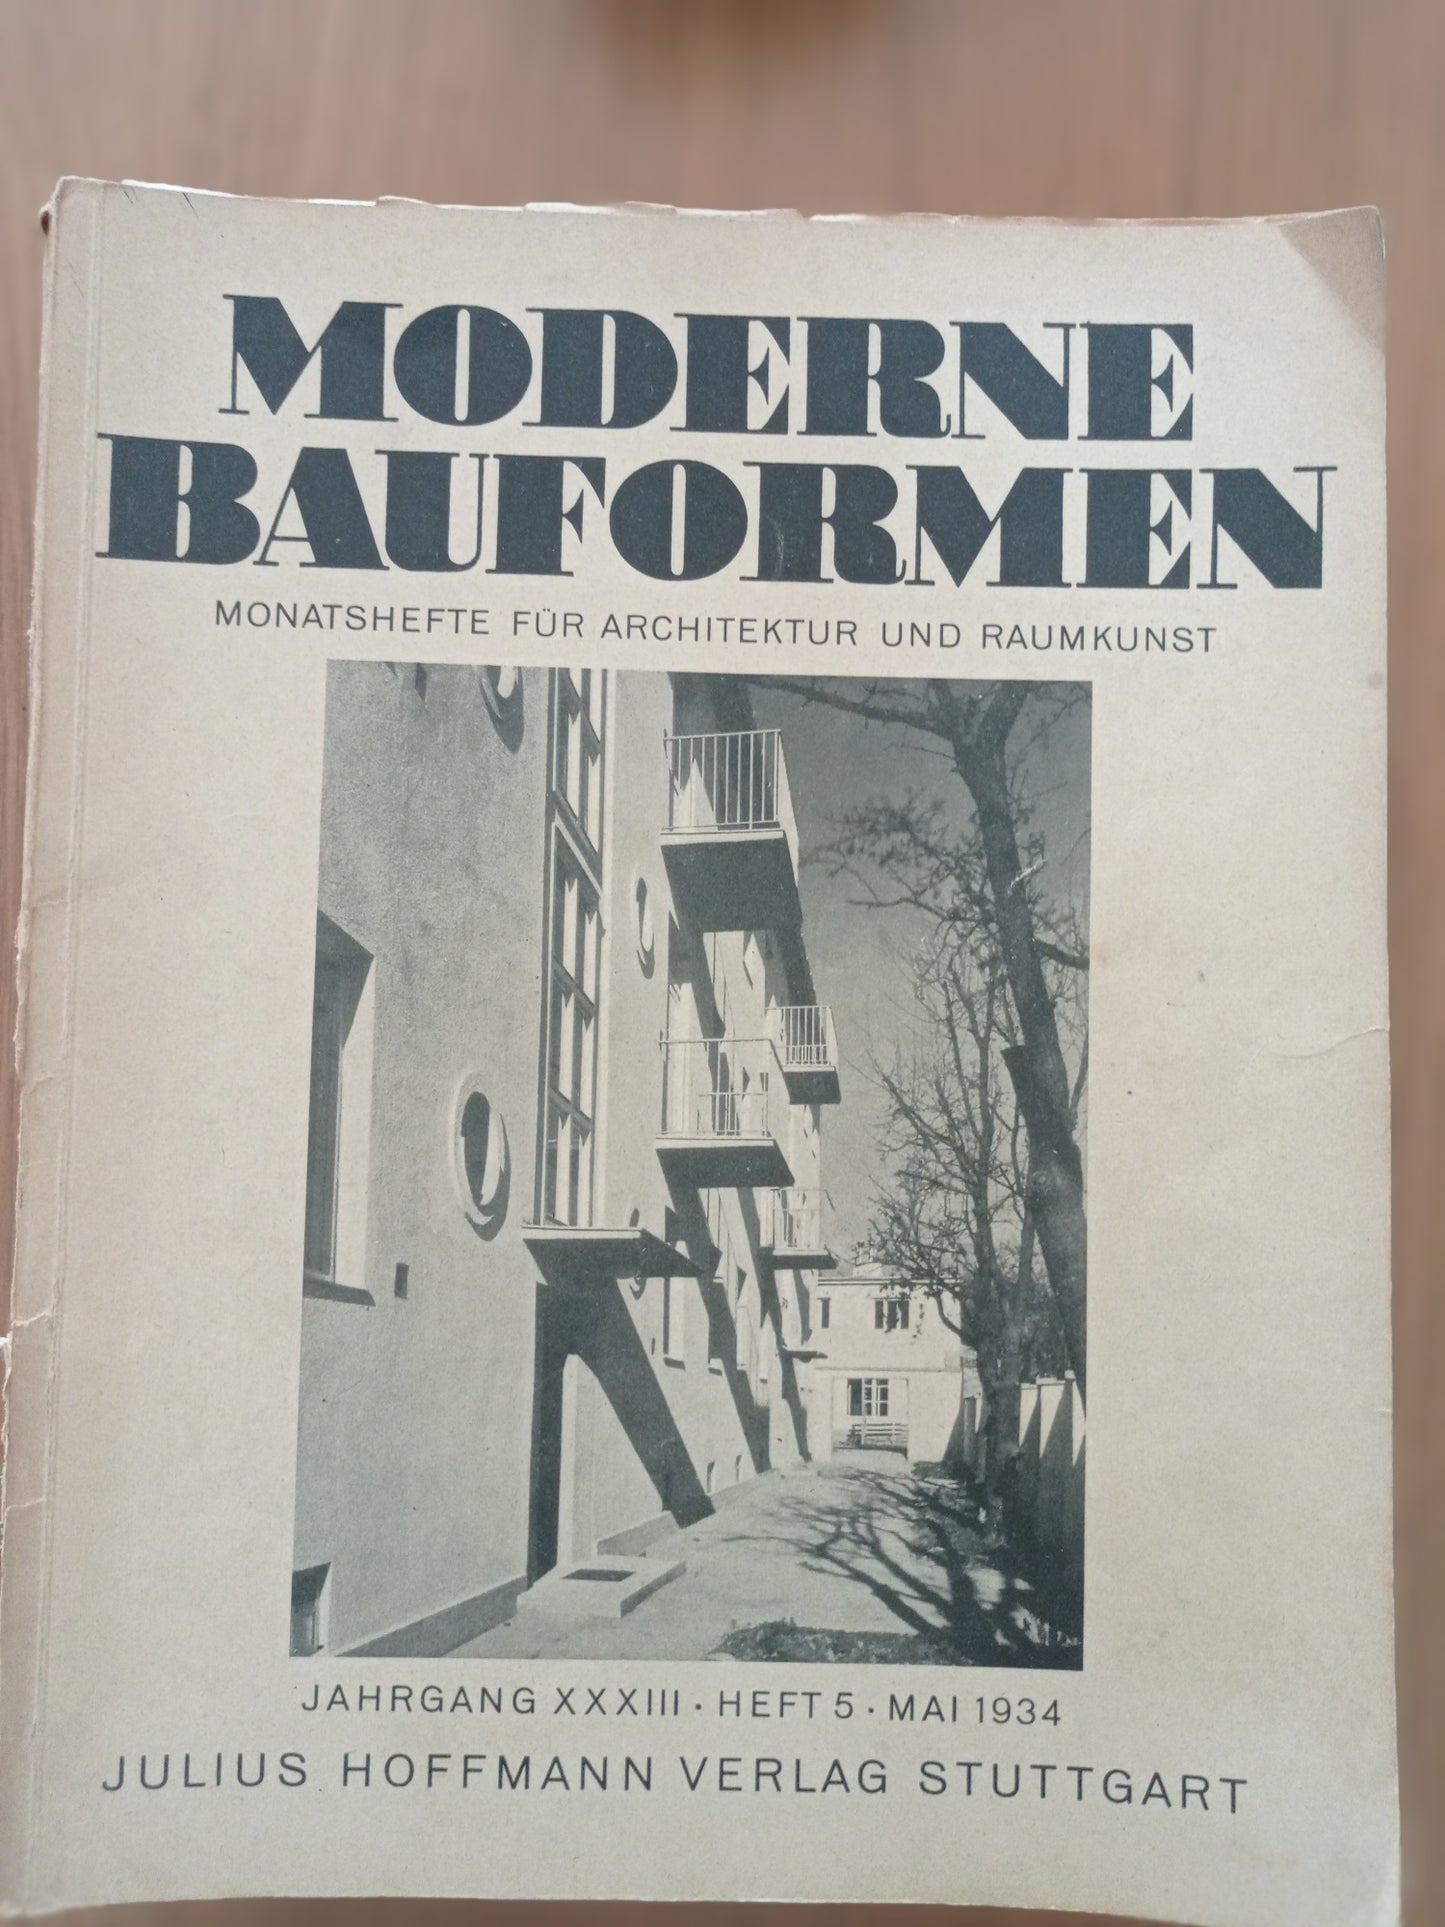 MODERNE
BAUFORMEN
MONATSHEFTE FÜR ARCHITEKTUR UND RAUMKUNST
JAHRGANG XXXIII · HEFT 5 · MAI 1934
JULIUS HOFFMANN VERLAG STUTTGART